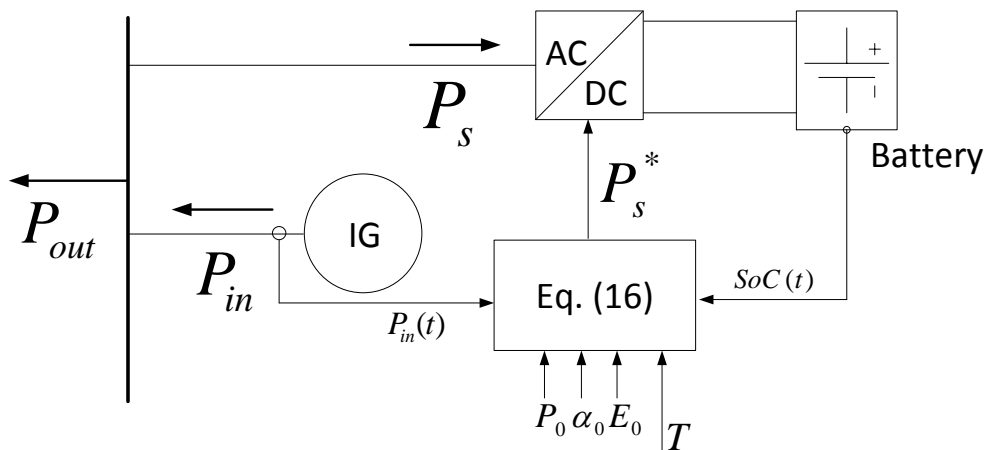 AC
DC
+
−
P_s
Battery
P_s^*
P_out
IG
P_in
Eq. (16)
SoC(t)
P_in(t)
P_0 α_0 E_0
T